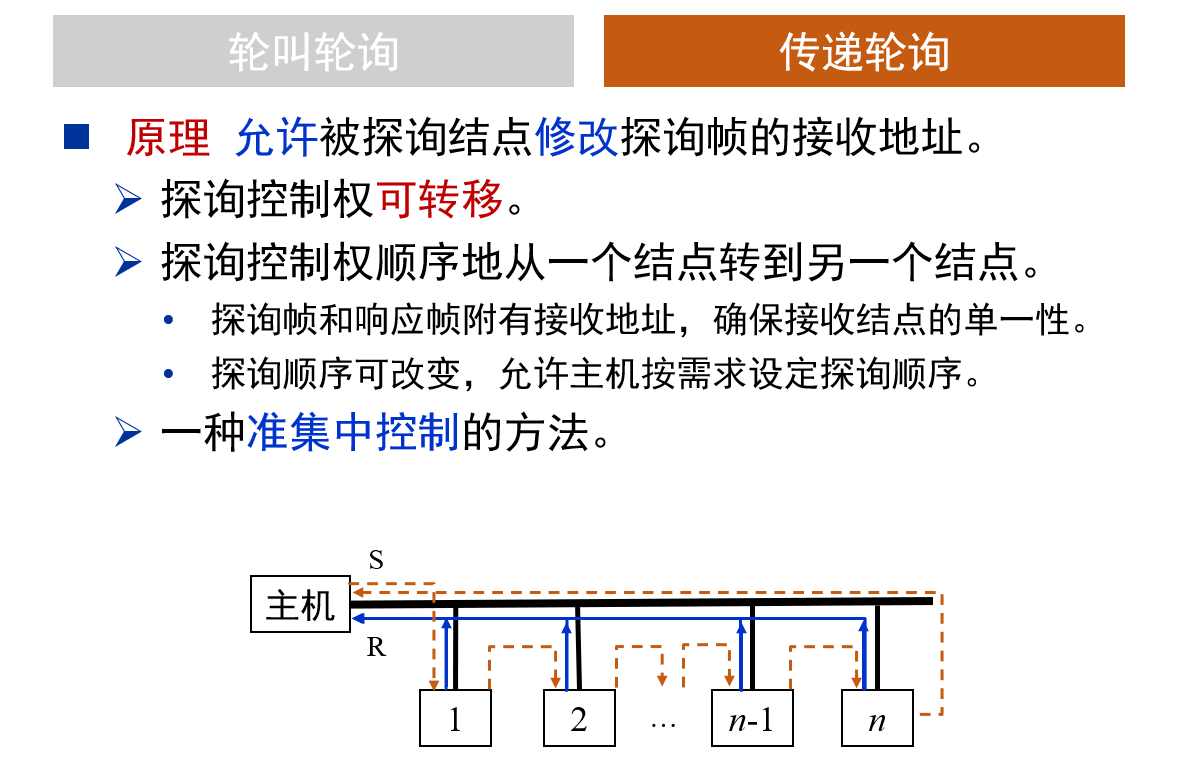 轮叫轮询
传递轮询
原理 允许被探询结点修改探询帧的接收地址。
探询控制权可转移。
探询控制权顺序地从一个结点转到另一个结点。
• 探询帧和响应帧附有接收地址，确保接收结点的单一性。
• 探询顺序可改变，允许主机按需求设定探询顺序。
一种准集中控制的方法。
S
主机
R
1
2
…
n-1
n